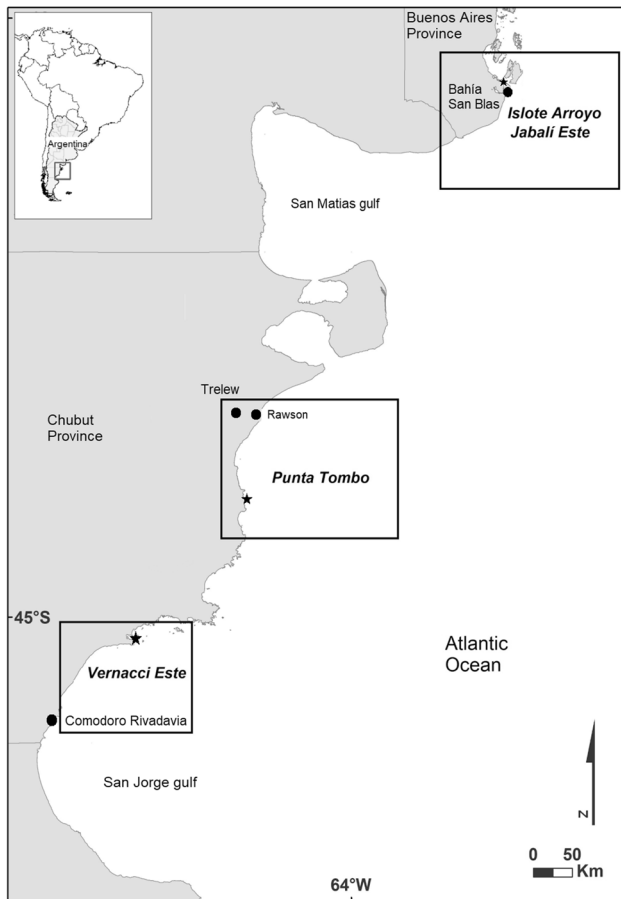 Buenos Aires
Province
Argentina
Bahía
San Blas
Islote Arroyo
Jabalí Este
San Matias gulf
Trelew
Rawson
Chubut
Province
Punta Tombo
45°S
Atlantic
Ocean
Vernacci Este
Comodoro Rivadavia
San Jorge gulf
N
0 50
Km
64°W